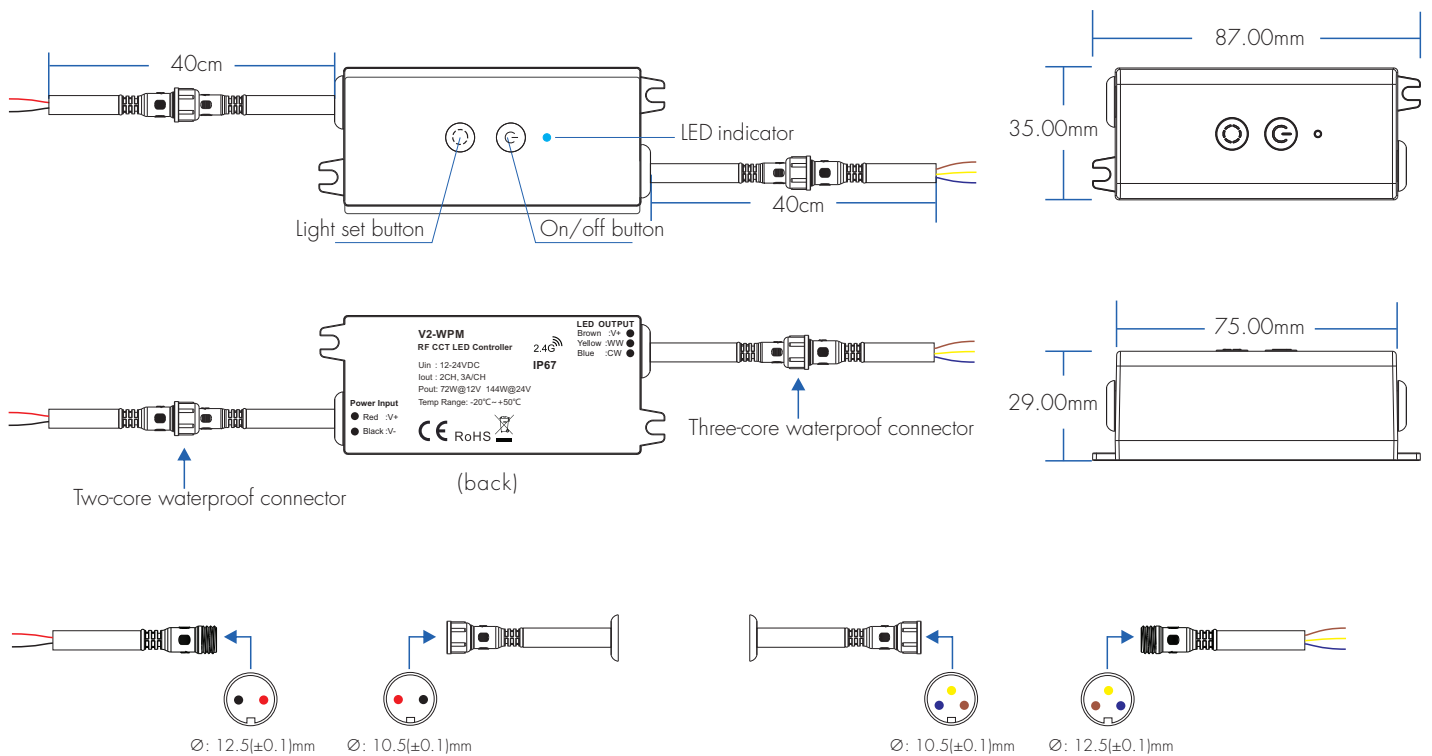 40cm
LED indicator
40cm
Light set button
On/off button
87.00mm
35.00mm
V2-WPM
RF CCT LED Controller
2.4G
IP67
Uin : 12-24VDC
Iout : 2CH, 3A/CH
Pout: 72W@12V 144W@24V
Temp Range: -20℃~+50℃
LED OUTPUT
Brown :V+
Yellow :WW
Blue :CW
Power Input
Red :V+
Black :V-
CE RoHS
(back)
Two-core waterproof connector
Three-core waterproof connector
75.00mm
29.00mm
Ø: 12.5(±0.1)mm
Ø: 10.5(±0.1)mm
Ø: 10.5(±0.1)mm
Ø: 12.5(±0.1)mm